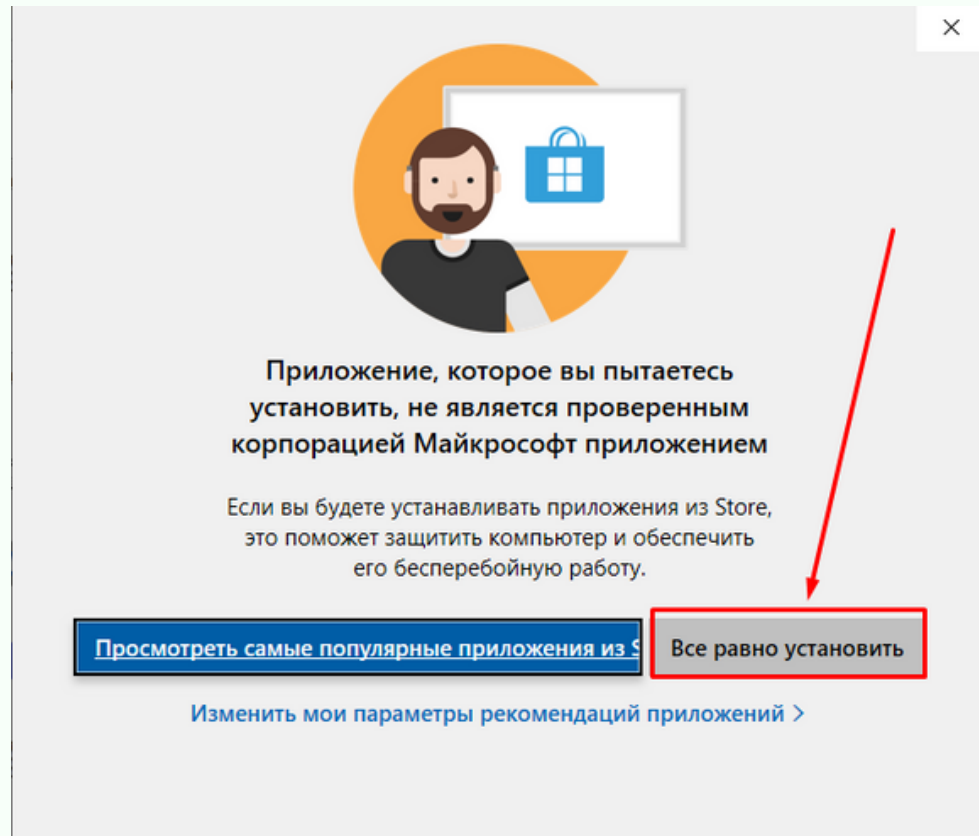 Приложение, которое вы пытаетесь
установить, не является проверенным
корпорацией Майкрософт приложением
Если вы будете устанавливать приложения из Store,
это поможет защитить компьютер и обеспечить
его бесперебойную работу.
Просмотреть самые популярные приложения из
Все равно установить
Изменить мои параметры рекомендаций приложений >